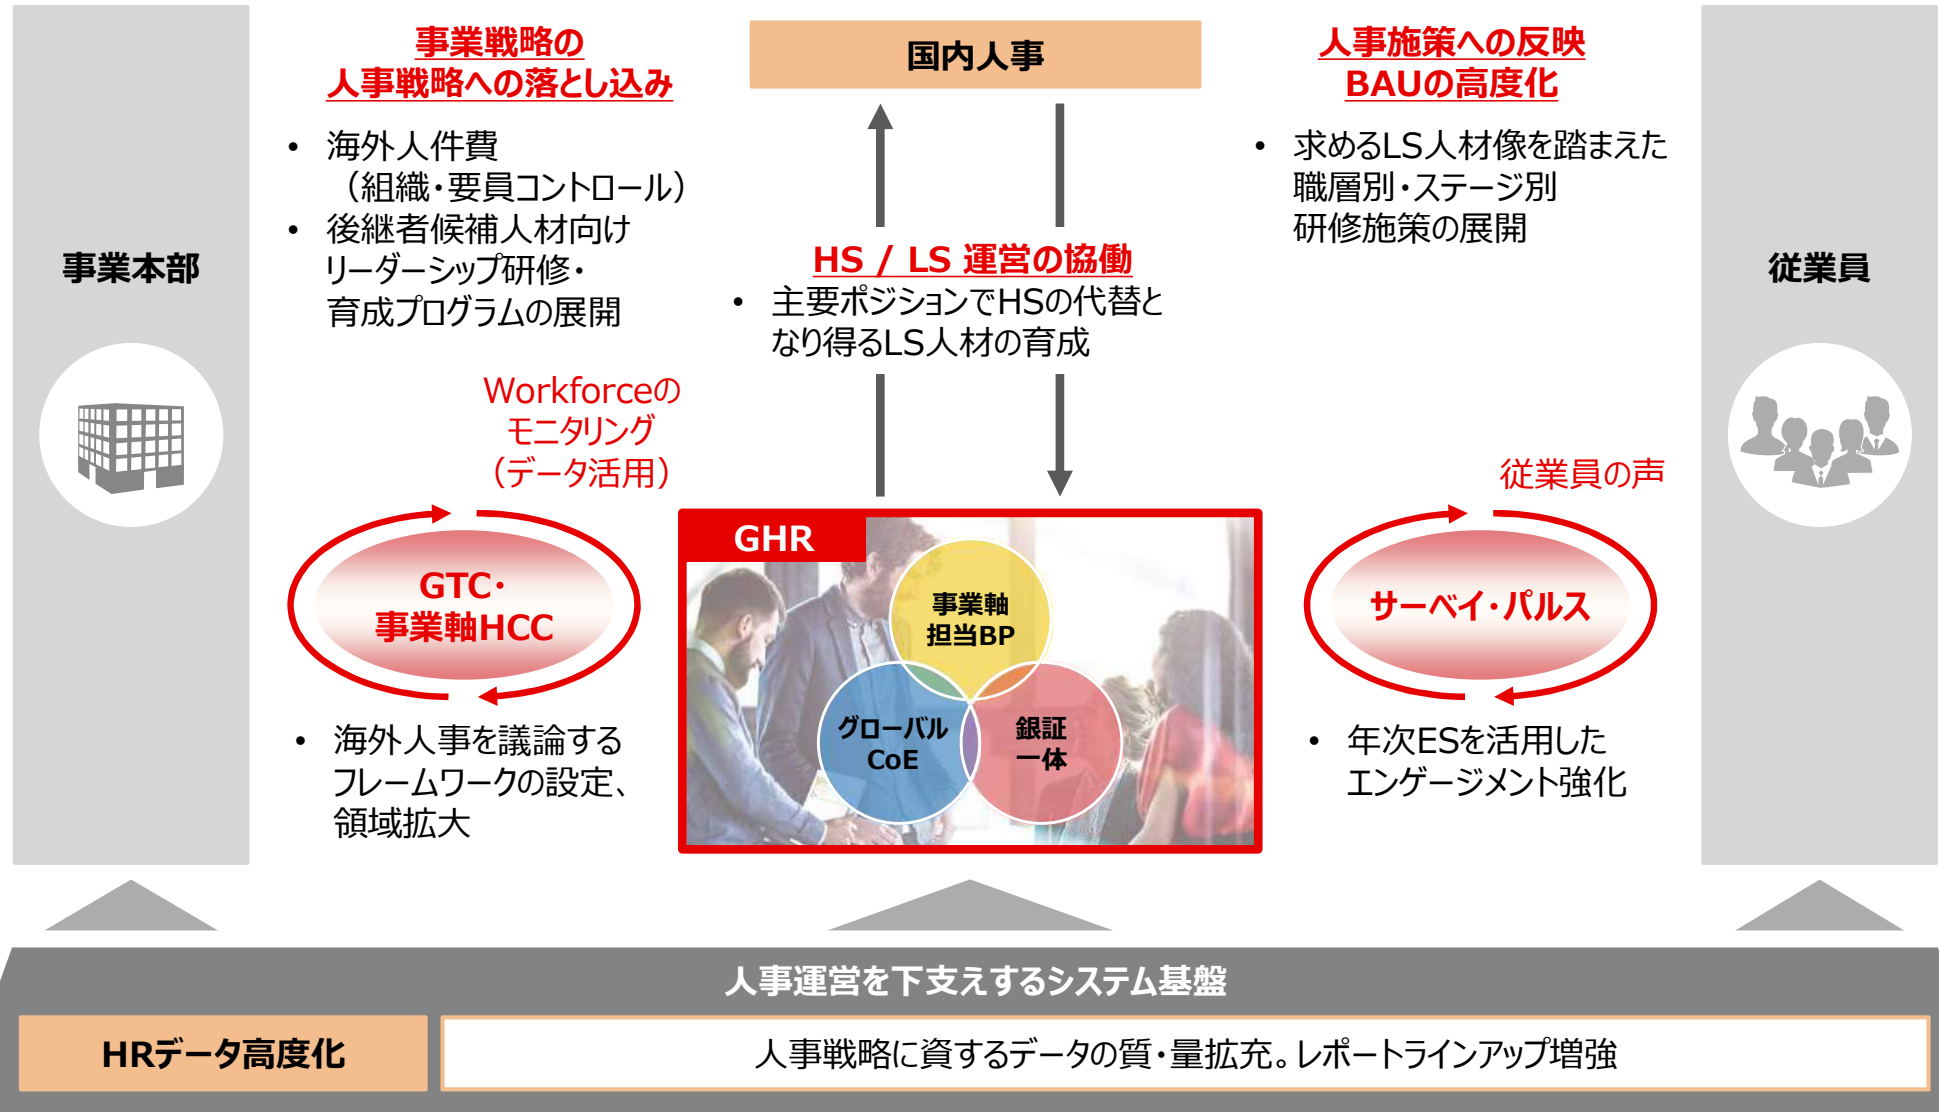 事業本部
事業戦略の
人事戦略への落とし込み
• 海外人件費
（組織・要員コントロール）
• 後継者候補人材向け
リーダーシップ研修・
育成プログラムの展開
Workforceの
モニタリング
（データ活用）
GTC・
事業軸HCC
• 海外人事を議論する
フレームワークの設定、
領域拡大
国内人事
HS / LS 運営の協働
• 主要ポジションでHSの代替と
なり得るLS人材の育成
GHR
事業軸
担当BP
グローバル
CoE
銀証
一体
人事施策への反映
BAUの高度化
• 求めるLS人材像を踏まえた
職層別・ステージ別
研修施策の展開
従業員の声
サーベイ・パルス
• 年次ESを活用した
エンゲージメント強化
従業員
人事運営を下支えするシステム基盤
HRデータ高度化
人事戦略に資するデータの質・量拡充。レポートラインアップ増強